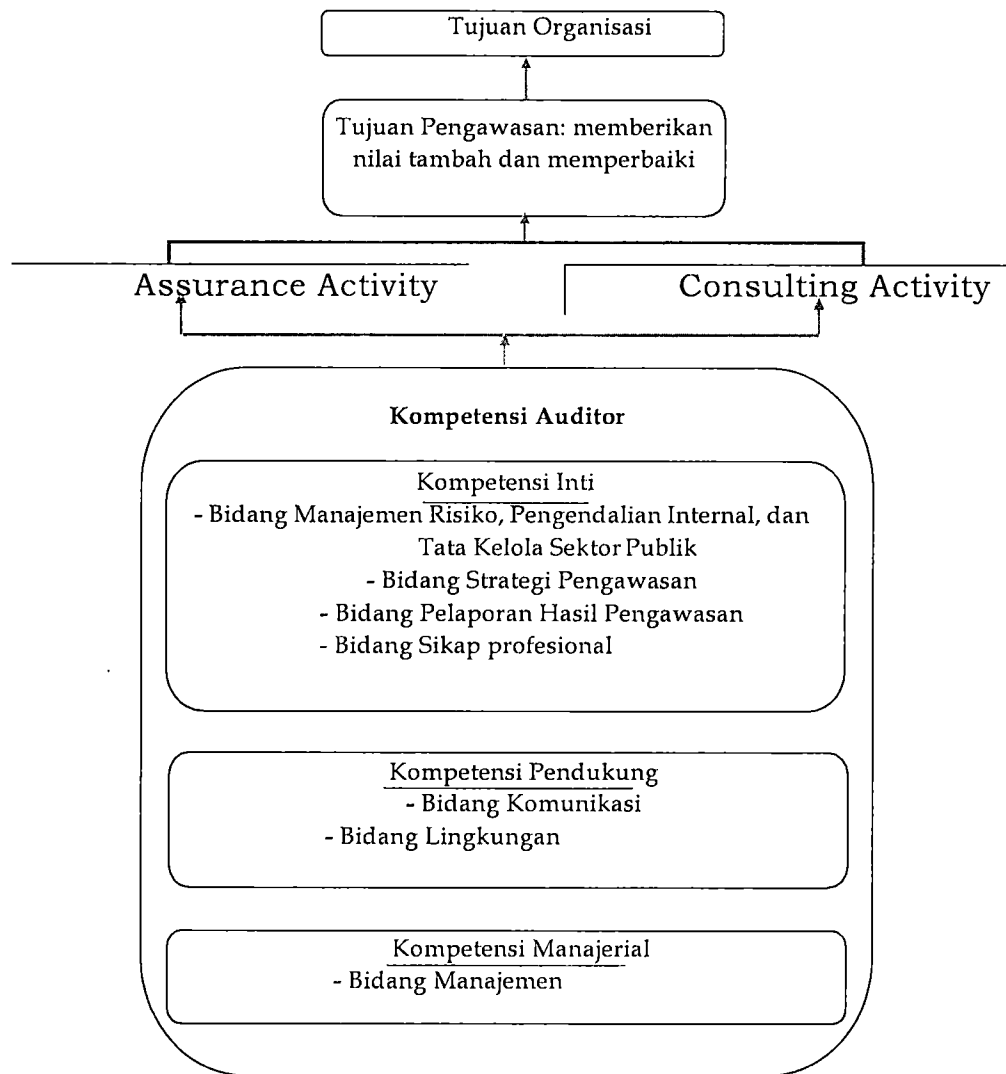 Tujuan Organisasi
Tujuan Pengawasan: memberikan
nilai tambah dan memperbaiki
Assurance Activity
Consulting Activity
Kompetensi Auditor
Kompetensi Inti
- Bidang Manajemen Risiko, Pengendalian Internal, dan
Tata Kelola Sektor Publik
- Bidang Strategi Pengawasan
- Bidang Pelaporan Hasil Pengawasan
- Bidang Sikap profesional
Kompetensi Pendukung
- Bidang Komunikasi
- Bidang Lingkungan
Kompetensi Manajerial
- Bidang Manajemen